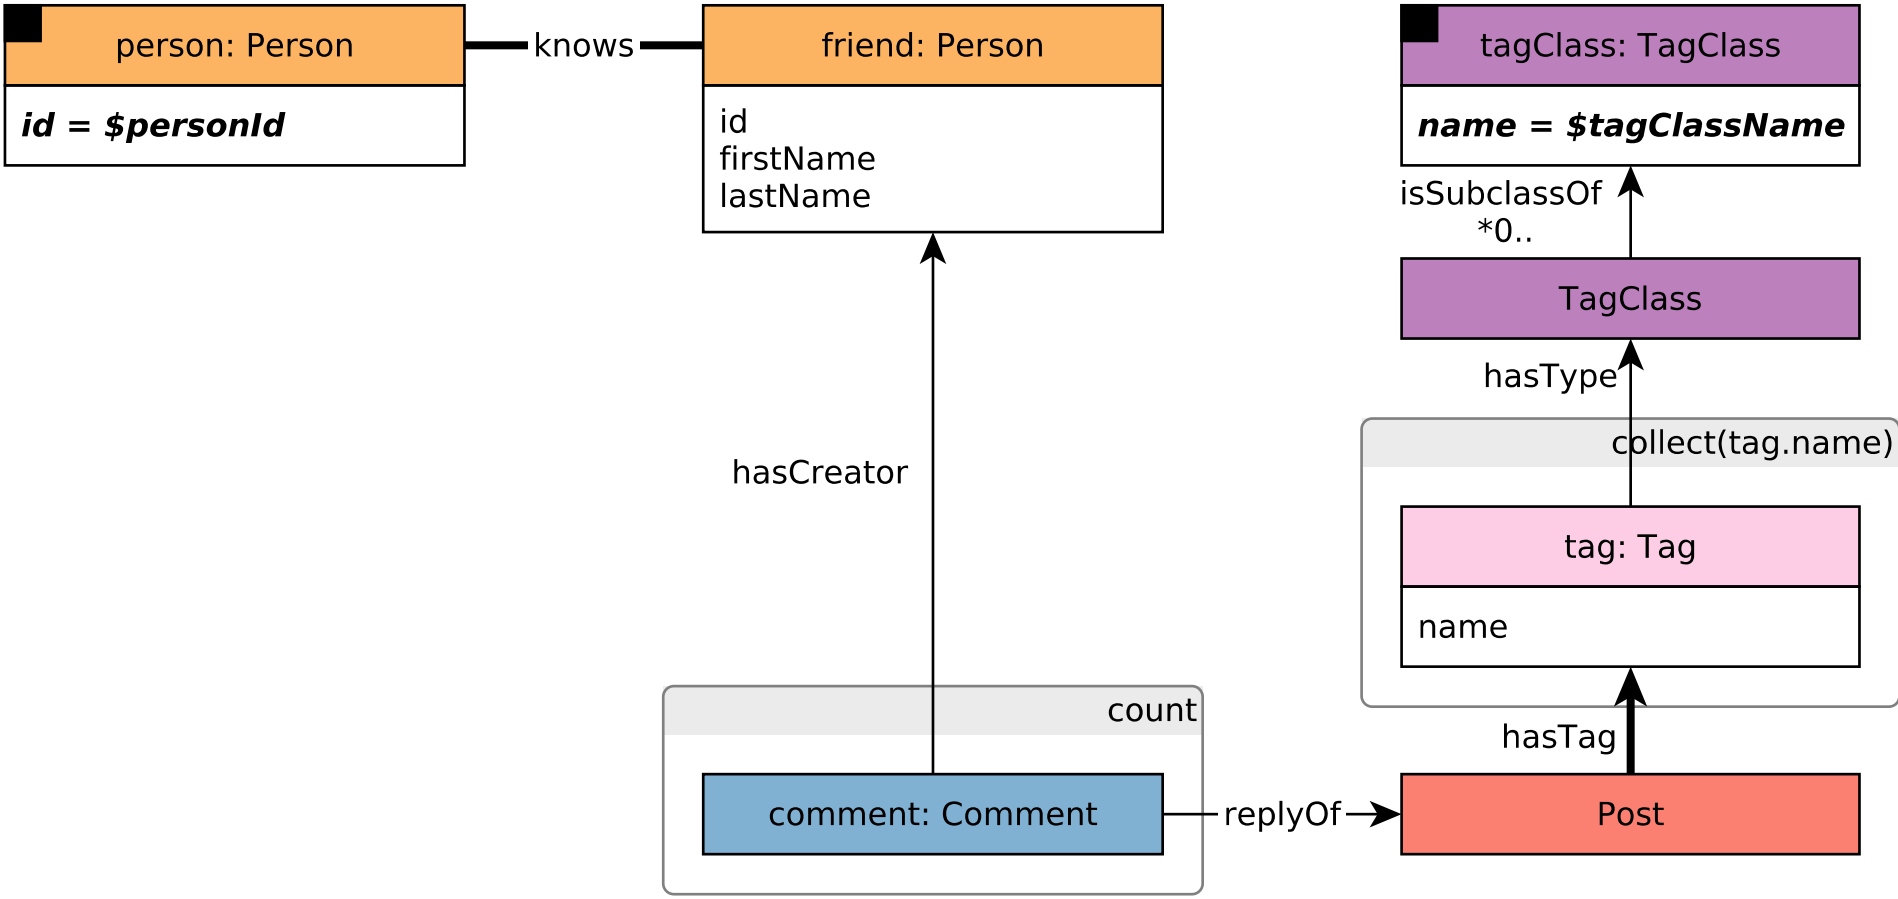 person: Person
id = $personId
knows
friend: Person
id
firstName
lastName
tagClass: TagClass
name = $tagClassName
isSubclassOf
*0..
TagClass
hasType
collect(tag.name)
tag: Tag
name
hasTag
hasCreator
count
comment: Comment
replyOf
Post